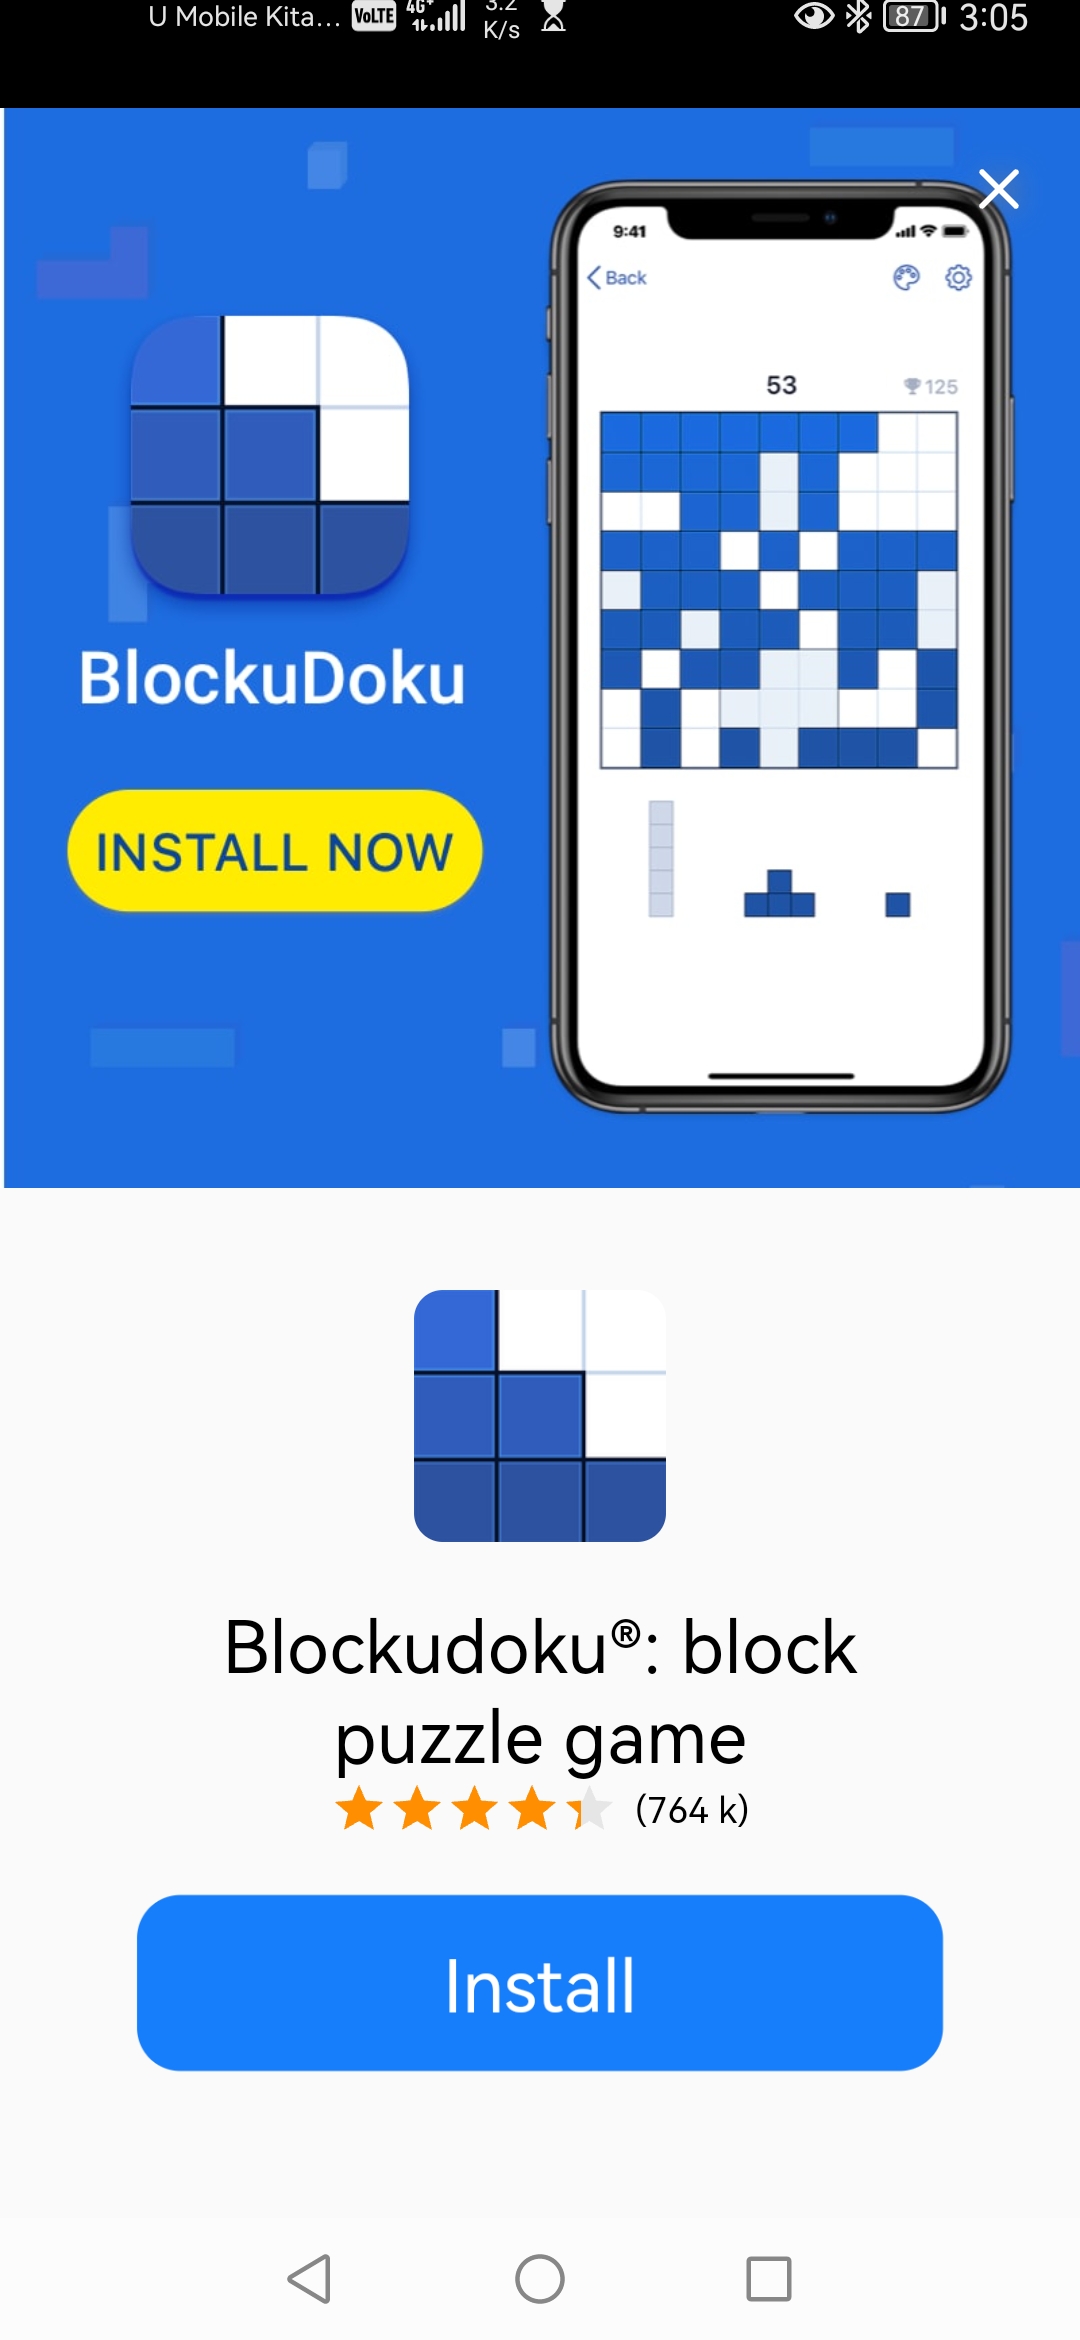 U Mobile Kita... VoLTE 4G+ 3.2 K/s 87 3:05
9:41
Back
53 125
BlockuDoku
INSTALL NOW
Blockudoku®: block
puzzle game
(764 k)
Install